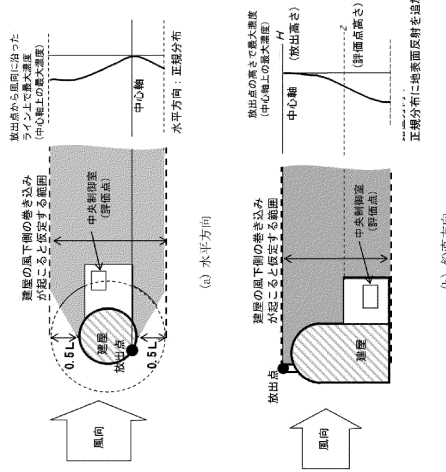 放出点から風向に沿った
ライン上で最大濃度
(中心軸上の最大濃度)
中心軸
水平方向:正規分布
建屋の風下側の巻き込み
が起こると仮定する範囲
中央制御室
(評価点)
0.5L
建屋
放出点
0.5L
風向
(a) 水平方向
放出点の高さで最大濃度
(中心軸上の最大濃度)
H
(放出高さ)
中心軸
z
(評価点高さ)
正規分布に地表面反射を追加
建屋の風下側の巻き込み
が起こると仮定する範囲
中央制御室
(評価点)
放出点
建屋
風向